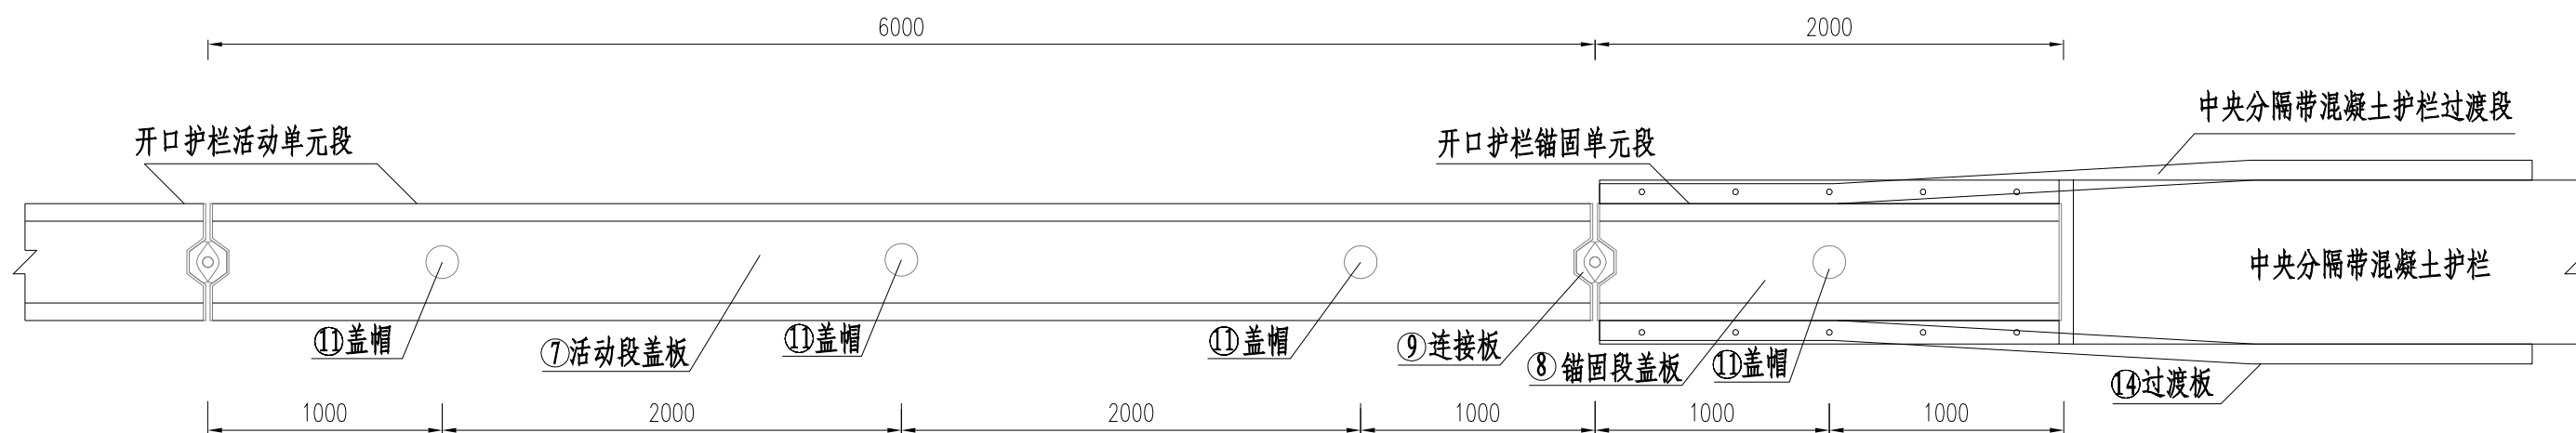 6000
2000
中央分隔带混凝土护栏过渡段
开口护栏活动单元段
开口护栏锚固单元段
中央分隔带混凝土护栏
⑪盖帽
⑦活动段盖板
⑪盖帽
⑪盖帽
⑨连接板
⑧锚固段盖板
⑪盖帽
⑭过渡板
1000
2000
2000
1000
1000
1000